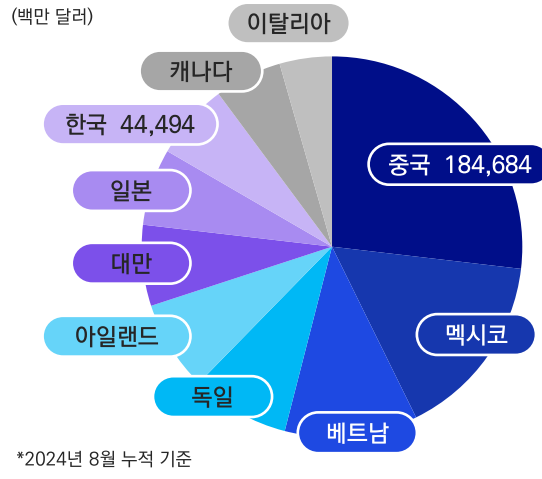 (백만 달러)
이탈리아
캐나다
한국 44,494
중국 184,684
일본
대만
아일랜드
멕시코
독일
베트남
*2024년 8월 누적 기준